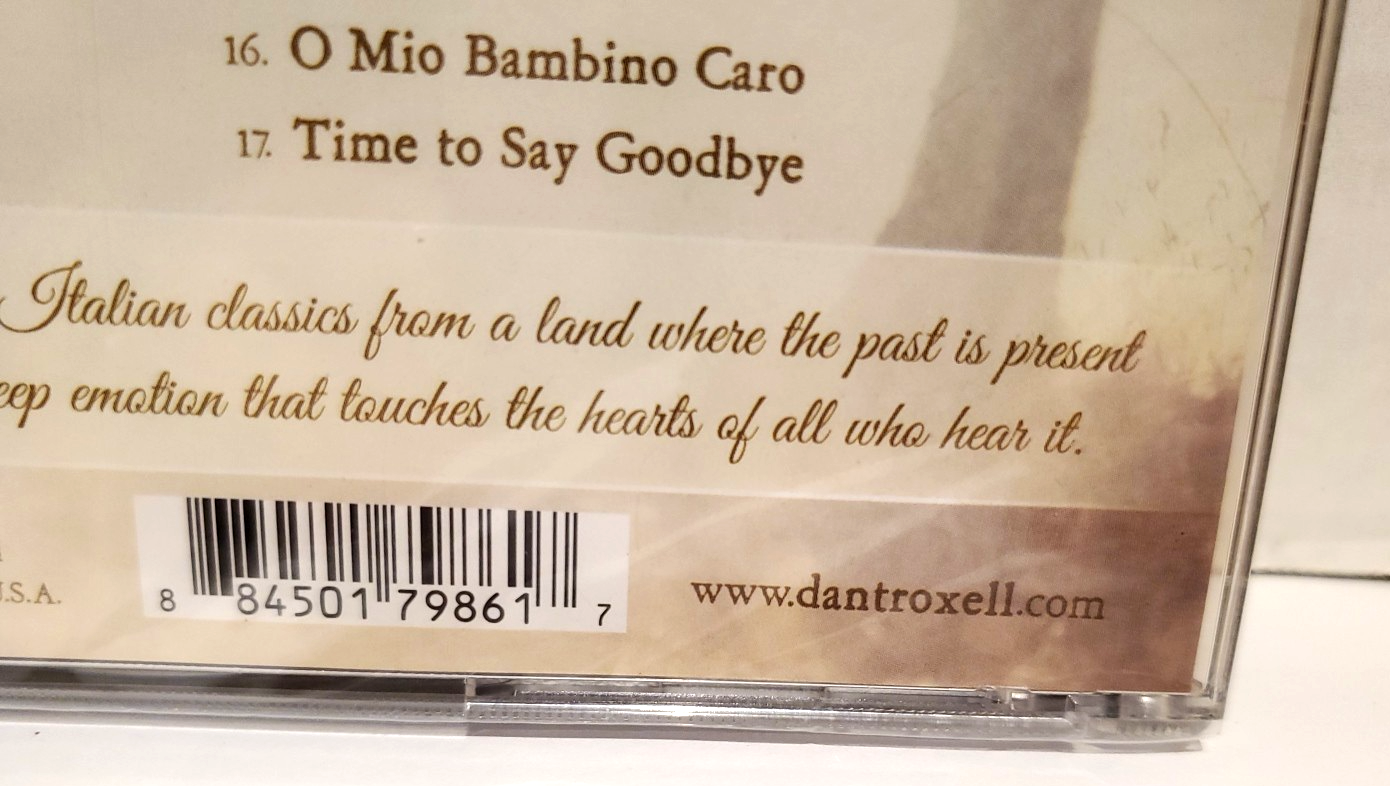 16. O Mio Bambino Caro
17. Time to Say Goodbye
Italian classics from a land where the past is present
emotion that touches the hearts of all who hear it.
8 84501 79861 7
www.dantroxell.com